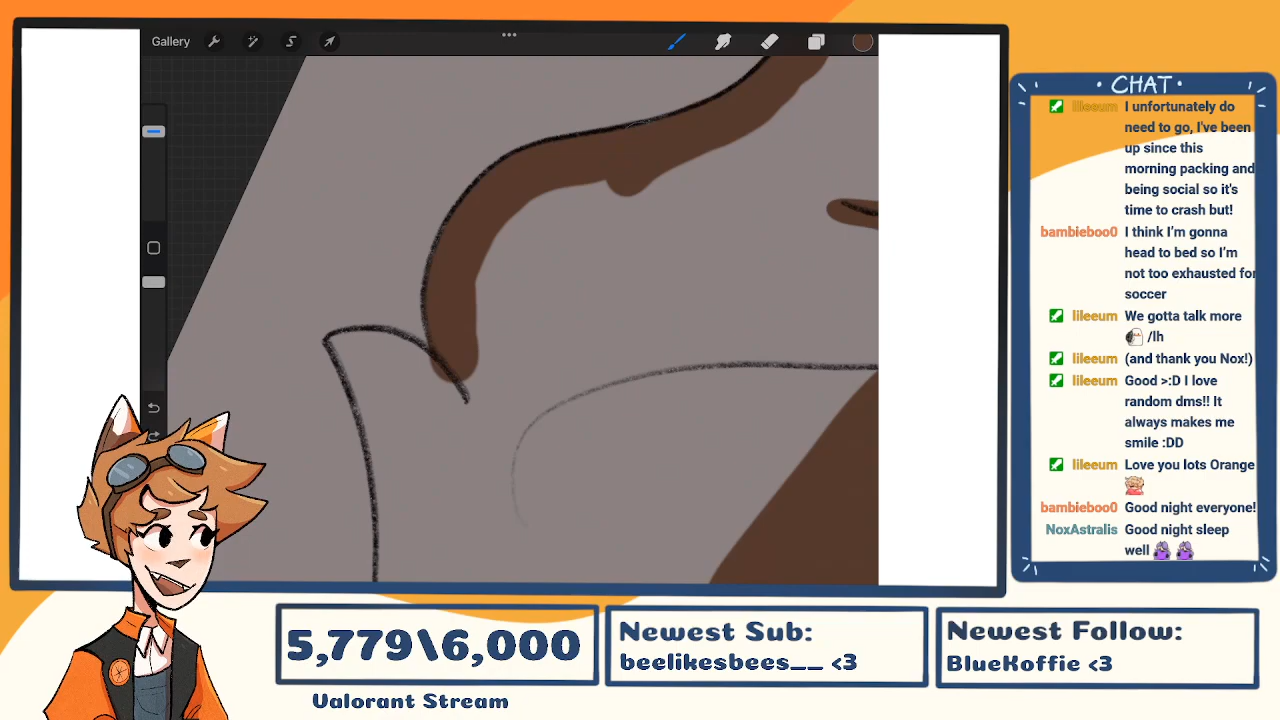 Gallery
• CHAT •
lileeum I unfortunately do
need to go, I've been
up since this
morning packing and
being social so it's
time to crash but!
bambieboo0 I think I'm gonna
head to bed so I'm
not too exhausted for
soccer
lileeum We gotta talk more
/lh
lileeum (and thank you Nox!)
lileeum Good >:D I love
random dms!! It
always makes me
smile :DD
lileeum Love you lots Orange
bambieboo0 Good night everyone!
NoxAstralis Good night sleep
well
5,779\6,000
Valorant Stream
Newest Sub:
beelikesbees__ <3
Newest Follow:
BlueKoffie <3